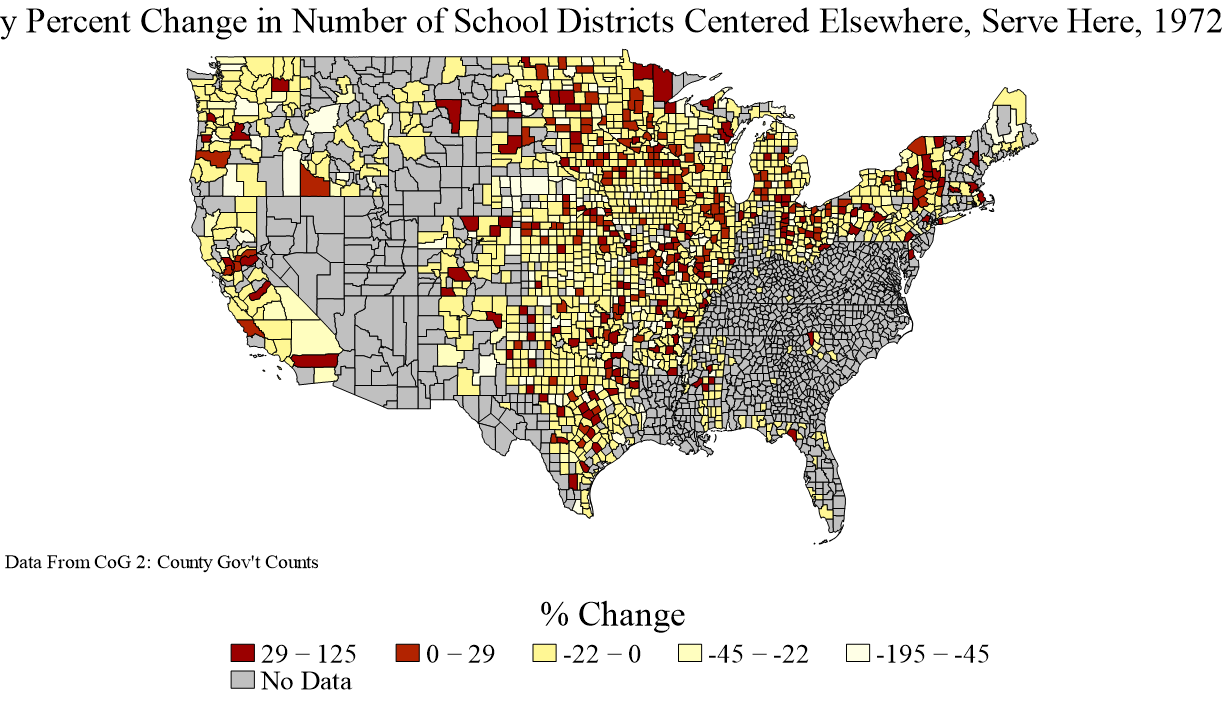 y Percent Change in Number of School Districts Centered Elsewhere, Serve Here, 1972
Data From CoG 2: County Gov't Counts
% Change
29 – 125 0 – 29 -22 – 0 -45 – -22 -195 – -45
No Data